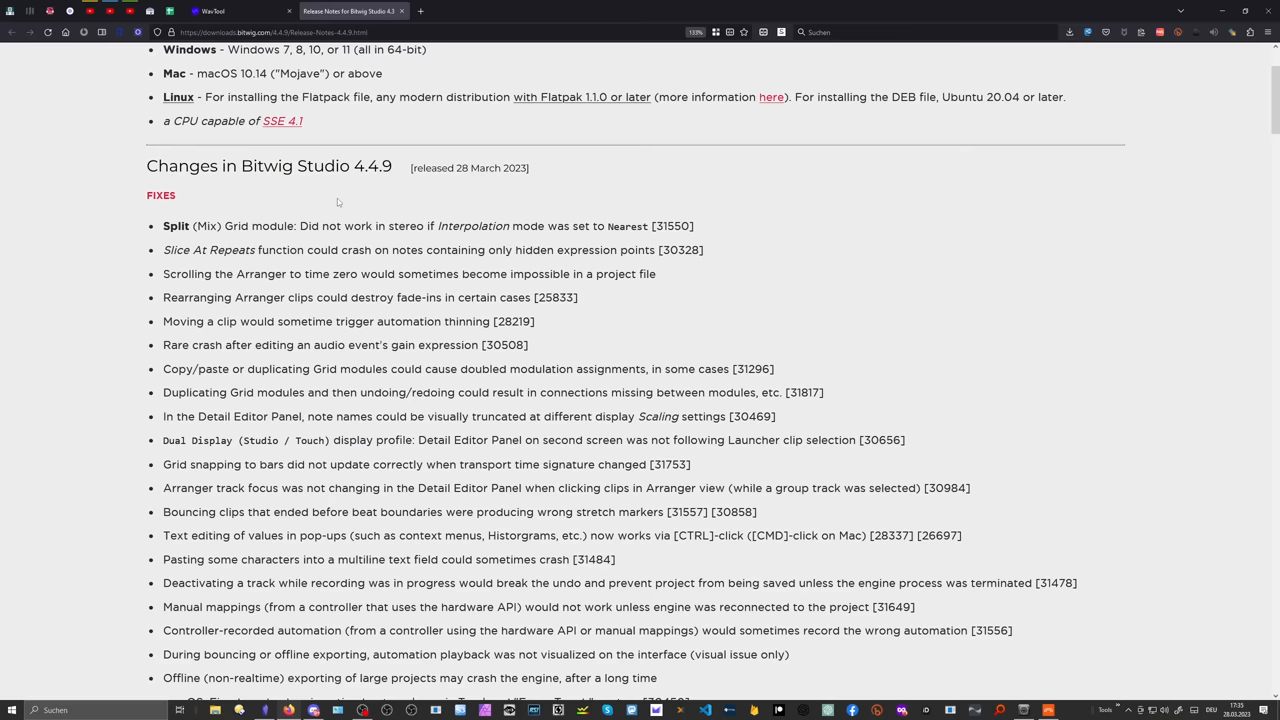 WavTool
Release Notes for Bitwig Studio 4.3
https://downloads.bitwig.com/4.4.9/Release-Notes-4.4.9.html
133%
Suchen
Windows - Windows 7, 8, 10, or 11 (all in 64-bit)
Mac - macOS 10.14 ("Mojave") or above
Linux - For installing the Flatpack file, any modern distribution with Flatpak 1.1.0 or later (more information here). For installing the DEB file, Ubuntu 20.04 or later.
a CPU capable of SSE 4.1
Changes in Bitwig Studio 4.4.9 [released 28 March 2023]
FIXES
Split (Mix) Grid module: Did not work in stereo if Interpolation mode was set to Nearest [31550]
Slice At Repeats function could crash on notes containing only hidden expression points [30328]
Scrolling the Arranger to time zero would sometimes become impossible in a project file
Rearranging Arranger clips could destroy fade-ins in certain cases [25833]
Moving a clip would sometime trigger automation thinning [28219]
Rare crash after editing an audio event's gain expression [30508]
Copy/paste or duplicating Grid modules could cause doubled modulation assignments, in some cases [31296]
Duplicating Grid modules and then undoing/redoing could result in connections missing between modules, etc. [31817]
In the Detail Editor Panel, note names could be visually truncated at different display Scaling settings [30469]
Dual Display (Studio / Touch) display profile: Detail Editor Panel on second screen was not following Launcher clip selection [30656]
Grid snapping to bars did not update correctly when transport time signature changed [31753]
Arranger track focus was not changing in the Detail Editor Panel when clicking clips in Arranger view (while a group track was selected) [30984]
Bouncing clips that ended before beat boundaries were producing wrong stretch markers [31557] [30858]
Text editing of values in pop-ups (such as context menus, Historgrams, etc.) now works via [CTRL]-click ([CMD]-click on Mac) [28337] [26697]
Pasting some characters into a multiline text field could sometimes crash [31484]
Deactivating a track while recording was in progress would break the undo and prevent project from being saved unless the engine process was terminated [31478]
Manual mappings (from a controller that uses the hardware API) would not work unless engine was reconnected to the project [31649]
Controller-recorded automation (from a controller using the hardware API or manual mappings) would sometimes record the wrong automation [31556]
During bouncing or offline exporting, automation playback was not visualized on the interface (visual issue only)
Offline (non-realtime) exporting of large projects may crash the engine, after a long time
Suchen
Tools
DEU
17:35
28.03.2023